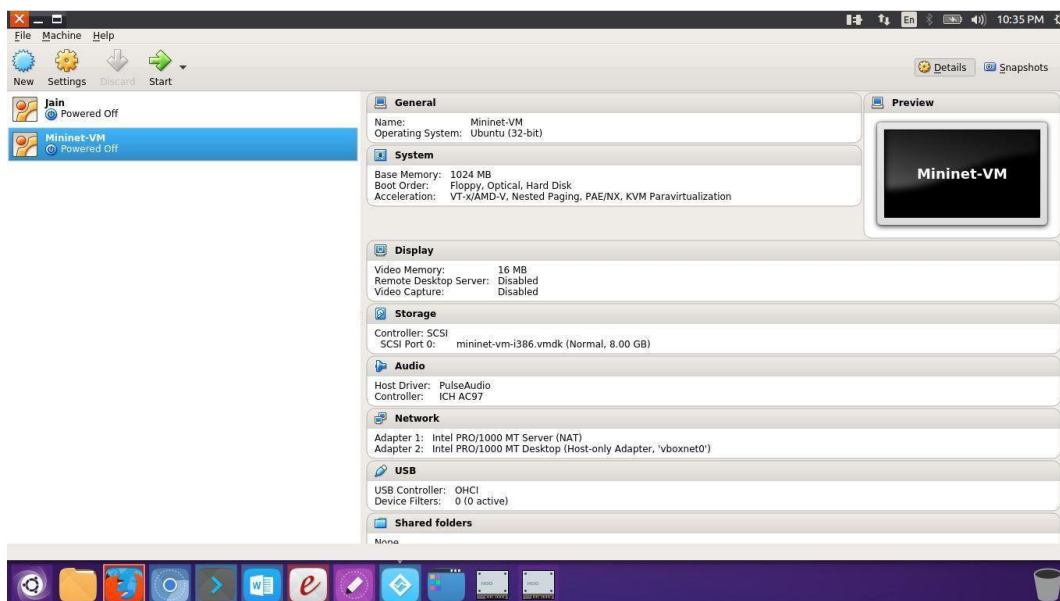 En
10:35 PM
File Machine Help
New Settings Discard Start
Details Snapshots
Jain
Powered Off
Mininet-VM
Powered Off
General
Name: Mininet-VM
Operating System: Ubuntu (32-bit)
System
Base Memory: 1024 MB
Boot Order: Floppy, Optical, Hard Disk
Acceleration: VT-x/AMD-V, Nested Paging, PAE/NX, KVM Paravirtualization
Preview
Mininet-VM
Display
Video Memory: 16 MB
Remote Desktop Server: Disabled
Video Capture: Disabled
Storage
Controller: SCSI
SCSI Port 0: mininet-vm-i386.vmdk (Normal, 8.00 GB)
Audio
Host Driver: PulseAudio
Controller: ICH AC97
Network
Adapter 1: Intel PRO/1000 MT Server (NAT)
Adapter 2: Intel PRO/1000 MT Desktop (Host-only Adapter, 'vboxnet0')
USB
USB Controller: OHCI
Device Filters: 0 (0 active)
Shared folders
None